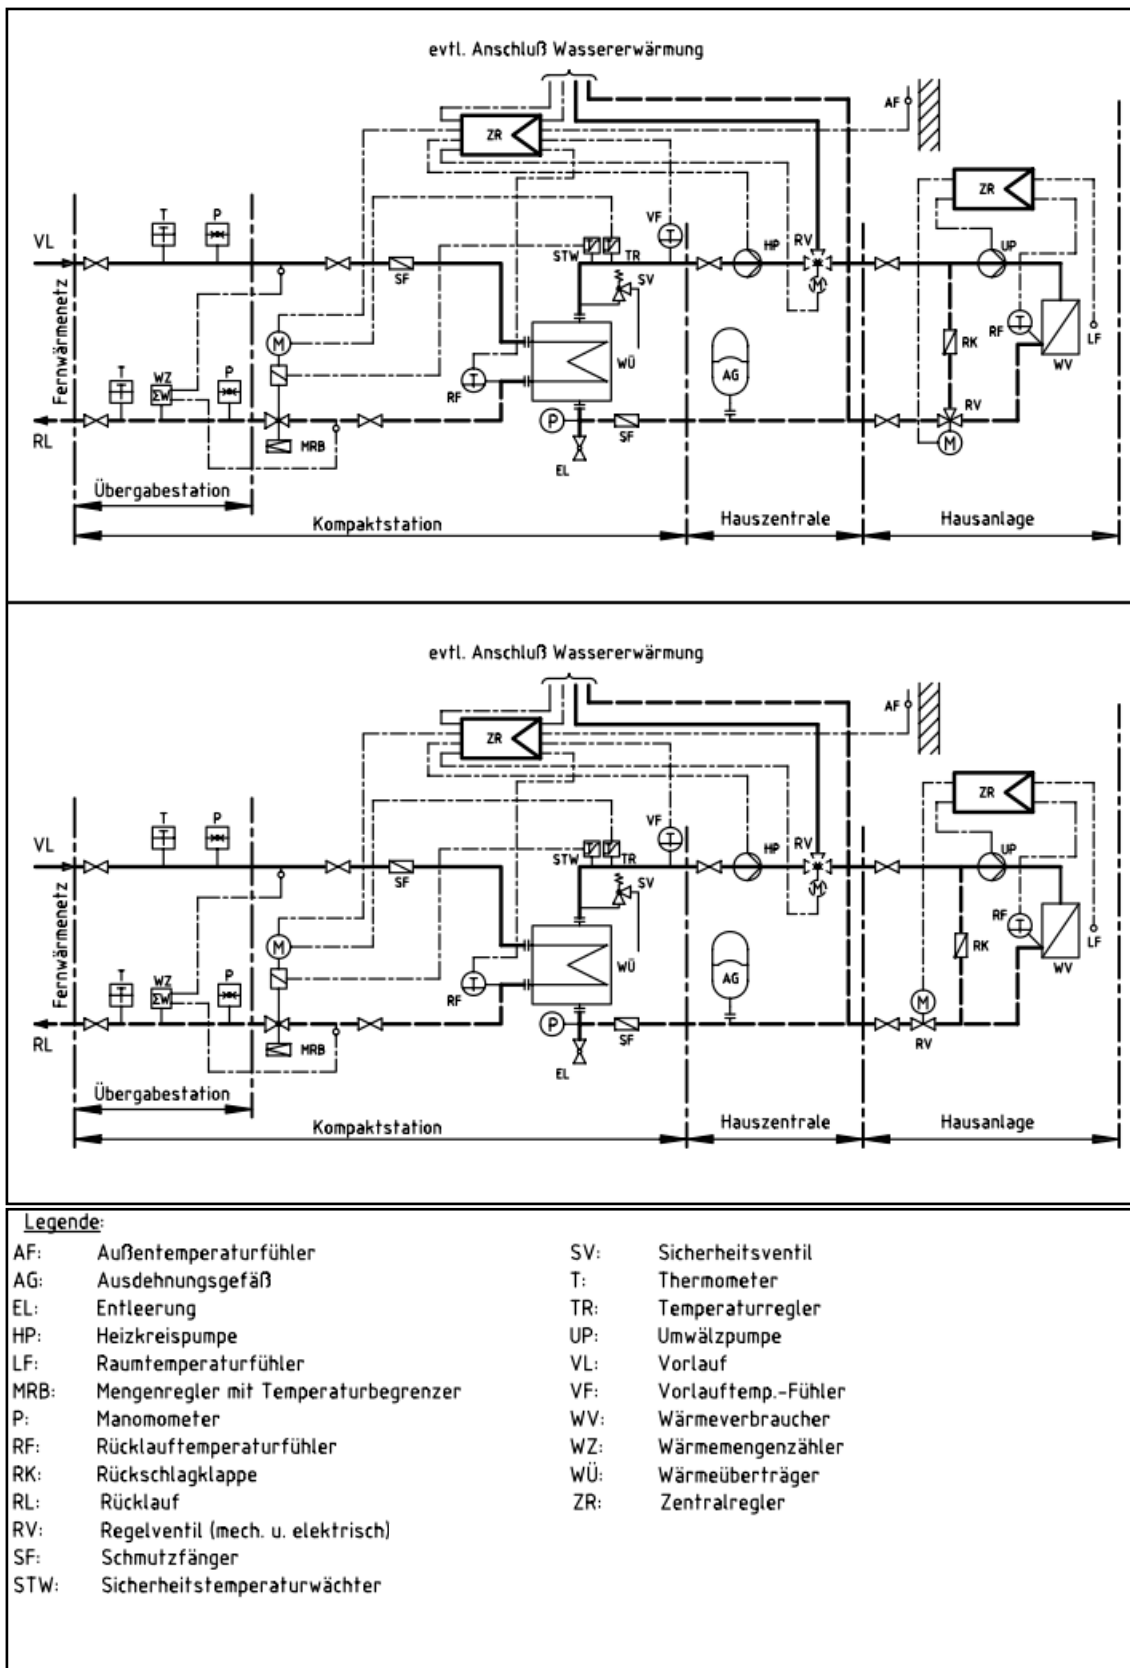 evtl. Anschluß Wassererwärmung
AF
ZR
ZR
T
P
VF
VL
STW
TR
HP
RV
UP
SF
SV
M
M
Fernwärmenetz
T
RF
LF
RK
WÜ
WV
T
WZ
P
T
AG
ΣW
RF
RV
P
RL
MRB
SF
M
EL
Übergabestation
Kompaktstation
Hauszentrale
Hausanlage
evtl. Anschluß Wassererwärmung
AF
ZR
ZR
T
P
VF
VL
STW
TR
HP
RV
UP
SF
SV
M
M
Fernwärmenetz
T
RF
LF
RK
WÜ
WV
T
WZ
P
T
AG
ΣW
RF
M
P
RL
MRB
SF
RV
EL
Übergabestation
Kompaktstation
Hauszentrale
Hausanlage
Legende:
AF: Außentemperaturfühler
AG: Ausdehnungsgefäß
EL: Entleerung
HP: Heizkreispumpe
LF: Raumtemperaturfühler
MRB: Mengenregler mit Temperaturbegrenzer
P: Manomometer
RF: Rücklauftemperaturfühler
RK: Rückschlagklappe
RL: Rücklauf
RV: Regelventil (mech. u. elektrisch)
SF: Schmutzfänger
STW: Sicherheitstemperaturwächter
SV: Sicherheitsventil
T: Thermometer
TR: Temperaturregler
UP: Umwälzpumpe
VL: Vorlauf
VF: Vorlauftemp.-Fühler
WV: Wärmeverbraucher
WZ: Wärmemengenzähler
WÜ: Wärmeüberträger
ZR: Zentralregler